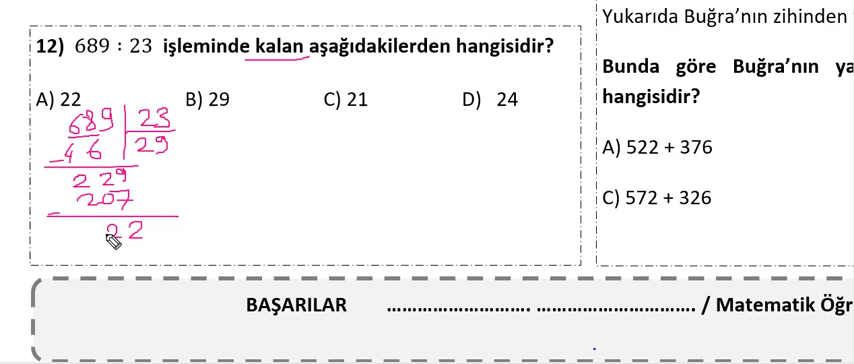 12) 689 : 23 işleminde kalan aşağıdakilerden hangisidir?
A) 22 B) 29 C) 21 D) 24
689 23
- 46 29
229
- 207
22
Yukarıda Buğra’nın zihinden
Bunda göre Buğra’nın ya
hangisidir?
A) 522 + 376
C) 572 + 326
BAŞARILAR ………………………. …………………………. / Matematik Öğr